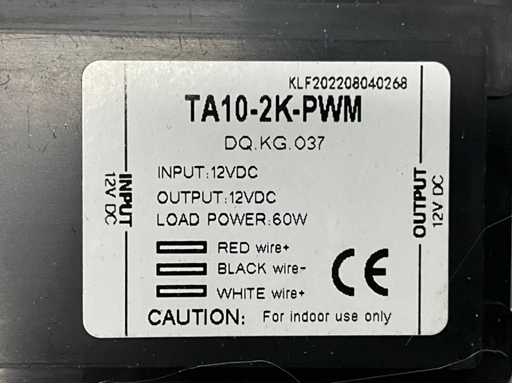 KLF202208040268
TA10-2K-PWM
DQ.KG.037
INPUT:12VDC
OUTPUT:12VDC
LOAD POWER:60W
INPUT
12V DC
OUTPUT
12V DC
RED wire+
BLACK wire-
WHITE wire+
CE
CAUTION: For indoor use only